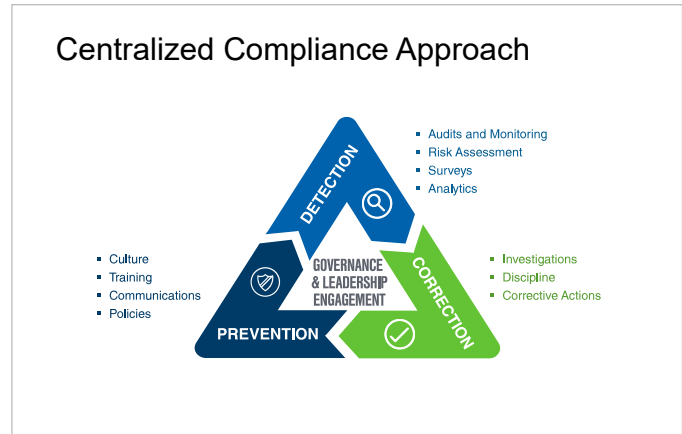 Centralized Compliance Approach
DETECTION
▪ Audits and Monitoring
▪ Risk Assessment
▪ Surveys
▪ Analytics
▪ Culture
▪ Training
▪ Communications
▪ Policies
GOVERNANCE
& LEADERSHIP
ENGAGEMENT
CORRECTION
▪ Investigations
▪ Discipline
▪ Corrective Actions
PREVENTION